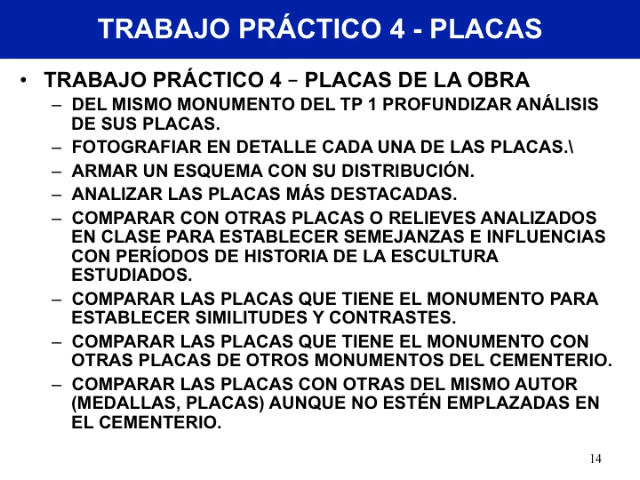 TRABAJO PRÁCTICO 4 - PLACAS
• TRABAJO PRÁCTICO 4 – PLACAS DE LA OBRA
– DEL MISMO MONUMENTO DEL TP 1 PROFUNDIZAR ANÁLISIS
DE SUS PLACAS.
– FOTOGRAFIAR EN DETALLE CADA UNA DE LAS PLACAS.\
– ARMAR UN ESQUEMA CON SU DISTRIBUCIÓN.
– ANALIZAR LAS PLACAS MÁS DESTACADAS.
– COMPARAR CON OTRAS PLACAS O RELIEVES ANALIZADOS
EN CLASE PARA ESTABLECER SEMEJANZAS E INFLUENCIAS
CON PERÍODOS DE HISTORIA DE LA ESCULTURA
ESTUDIADOS.
– COMPARAR LAS PLACAS QUE TIENE EL MONUMENTO PARA
ESTABLECER SIMILITUDES Y CONTRASTES.
– COMPARAR LAS PLACAS QUE TIENE EL MONUMENTO CON
OTRAS PLACAS DE OTROS MONUMENTOS DEL CEMENTERIO.
– COMPARAR LAS PLACAS CON OTRAS DEL MISMO AUTOR
(MEDALLAS, PLACAS) AUNQUE NO ESTÉN EMPLAZADAS EN
EL CEMENTERIO.
14